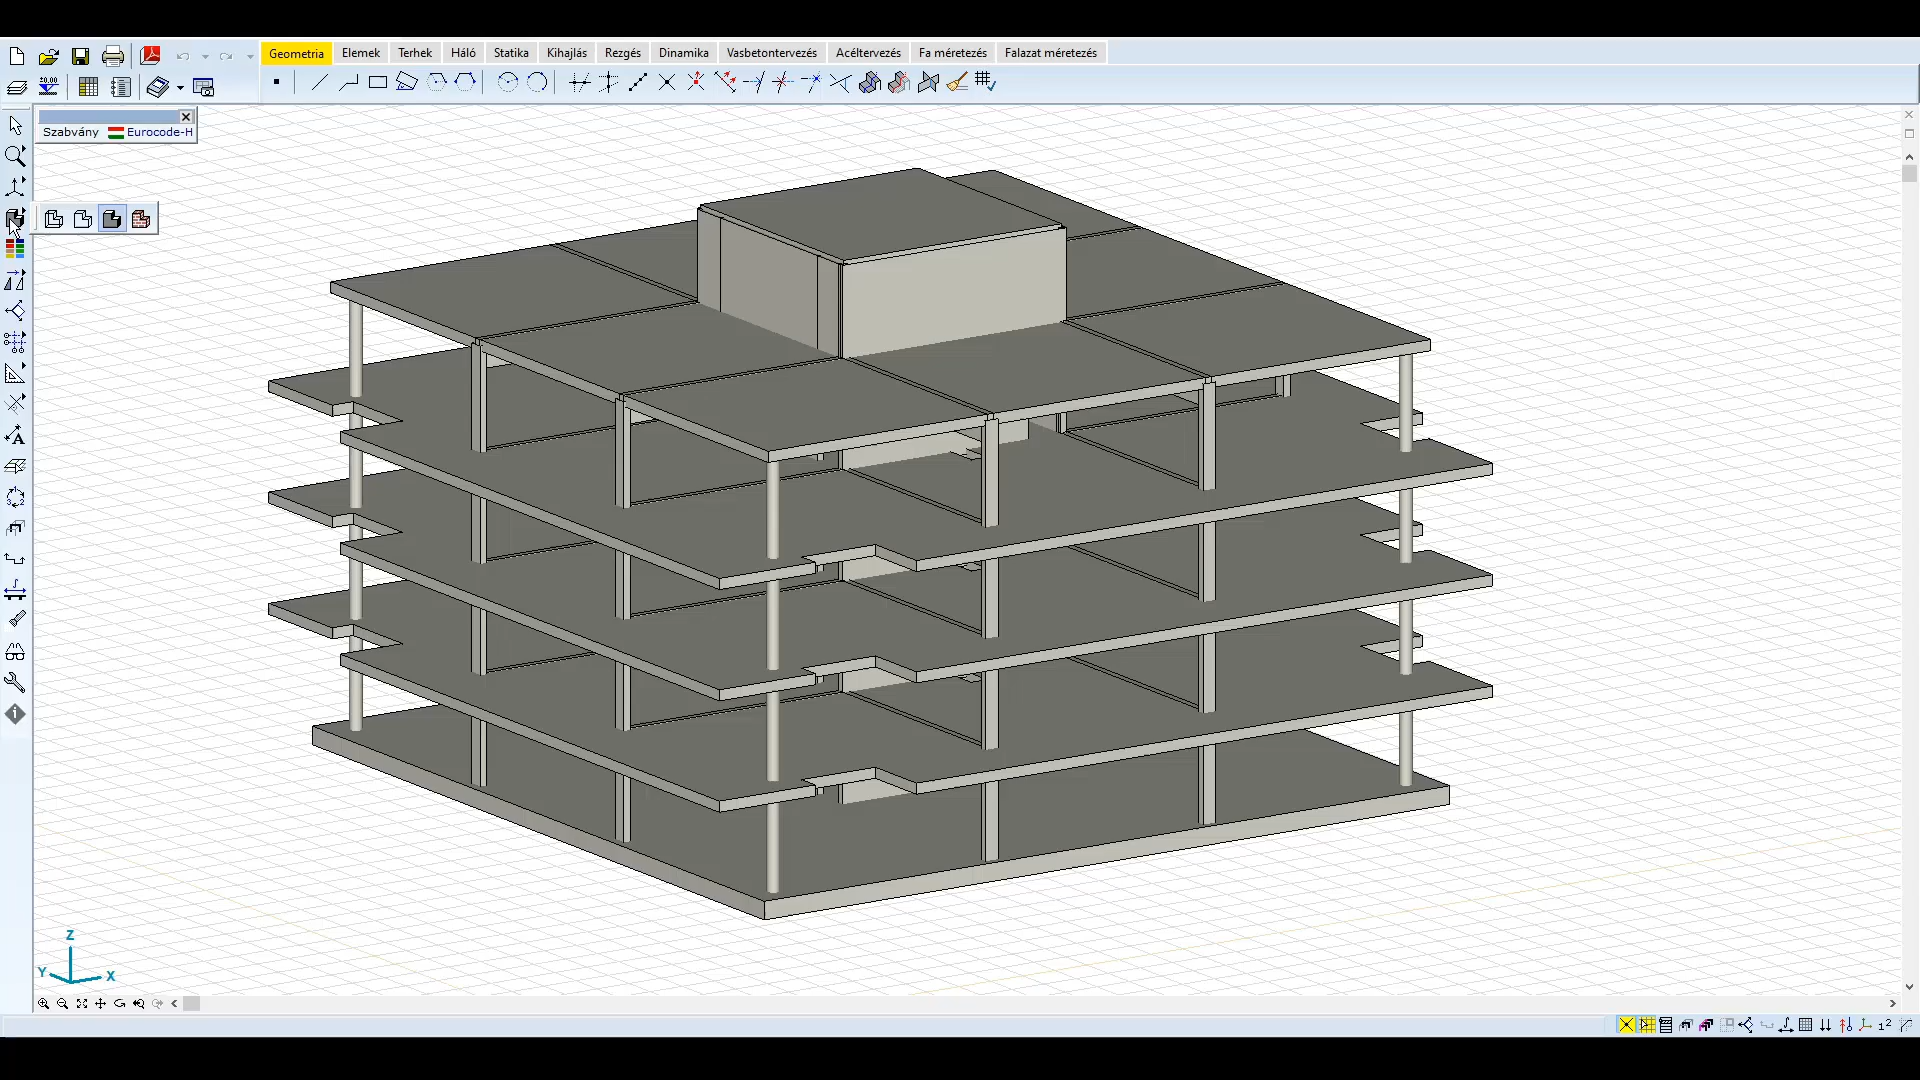 Geometria Elemek Terhek Háló Statika Kihajlás Rezgés Dinamika Vasbetontervezés Acéltervezés Fa méretezés Falazat méretezés
Szabvány Eurocode-H
Z
Y X